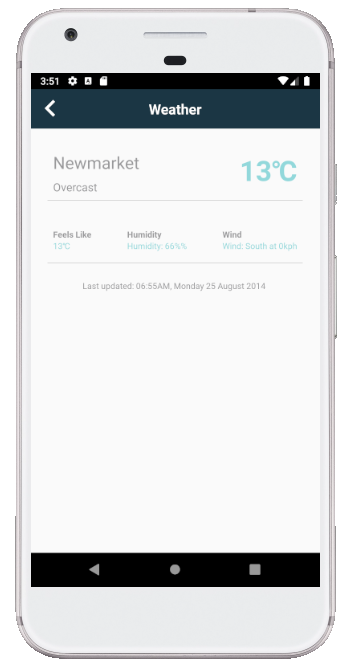 3:51
Weather
Newmarket
13°C
Overcast
Feels Like Humidity Wind
13°C Humidity: 66%% Wind: South at 0kph
Last updated: 06:55AM, Monday 25 August 2014